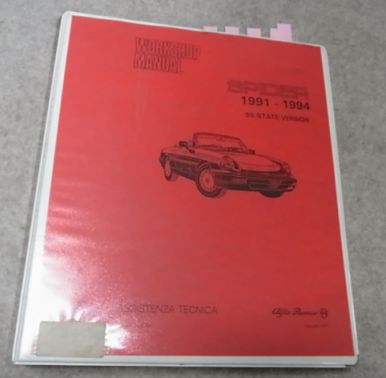 WORKSHOP
MANUAL
SPIDER
1991 - 1994
50 STATE VERSION
ASSISTENZA TECNICA
Alfa Romeo